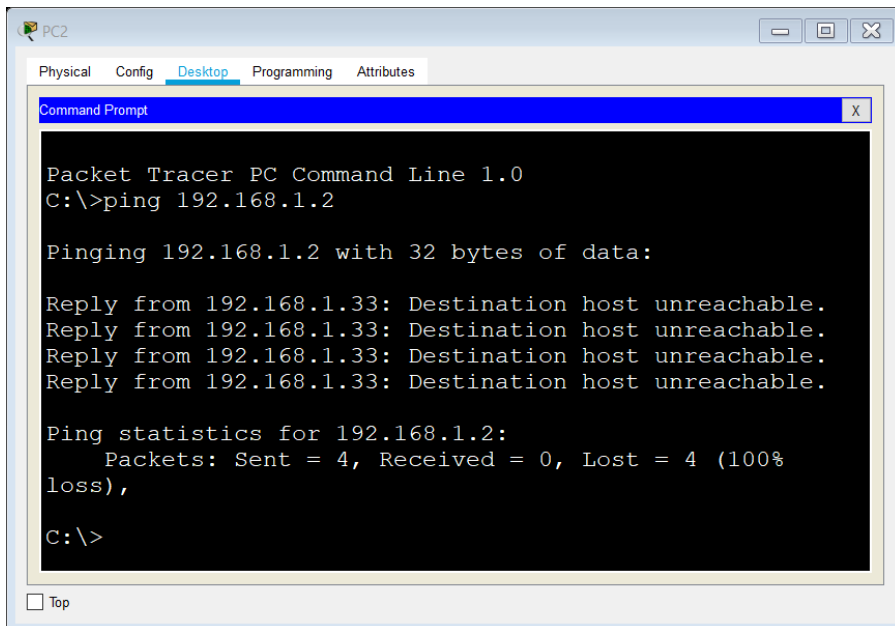 PC2
Physical Config Desktop Programming Attributes
Command Prompt X
Packet Tracer PC Command Line 1.0
C:\>ping 192.168.1.2
Pinging 192.168.1.2 with 32 bytes of data:
Reply from 192.168.1.33: Destination host unreachable.
Reply from 192.168.1.33: Destination host unreachable.
Reply from 192.168.1.33: Destination host unreachable.
Reply from 192.168.1.33: Destination host unreachable.
Ping statistics for 192.168.1.2:
Packets: Sent = 4, Received = 0, Lost = 4 (100%
loss),
C:\>
Top